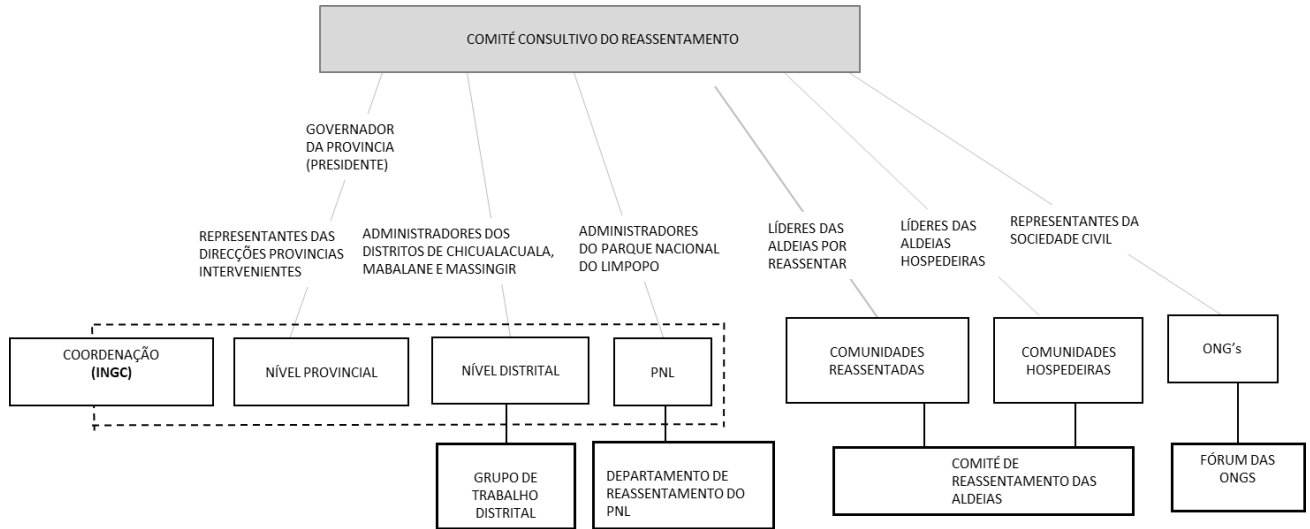 COMITÉ CONSULTIVO DO REASSENTAMENTO
GOVERNADOR
DA PROVINCIA
(PRESIDENTE)
REPRESENTANTES DAS
DIRECÇÕES PROVINCIAS
INTERVENIENTES
ADMINISTRADORES DOS
DISTRITOS DE CHICUALACUALA,
MABALANE E MASSINGIR
ADMINISTRADORES
DO PARQUE NACIONAL
DO LIMPOPO
LÍDERES DAS
ALDEIAS POR
REASSENTAR
LÍDERES DAS
ALDEIAS
HOSPEDEIRAS
REPRESENTANTES DA
SOCIEDADE CIVIL
COORDENAÇÃO
(INGC)
NÍVEL PROVINCIAL
NÍVEL DISTRITAL
PNL
COMUNIDADES
REASSENTADAS
COMUNIDADES
HOSPEDEIRAS
ONG's
GRUPO DE
TRABALHO
DISTRITAL
DEPARTAMENTO DE
REASSENTAMENTO DO
PNL
COMITÉ DE
REASSENTAMENTO DAS
ALDEIAS
FÓRUM DAS
ONGS